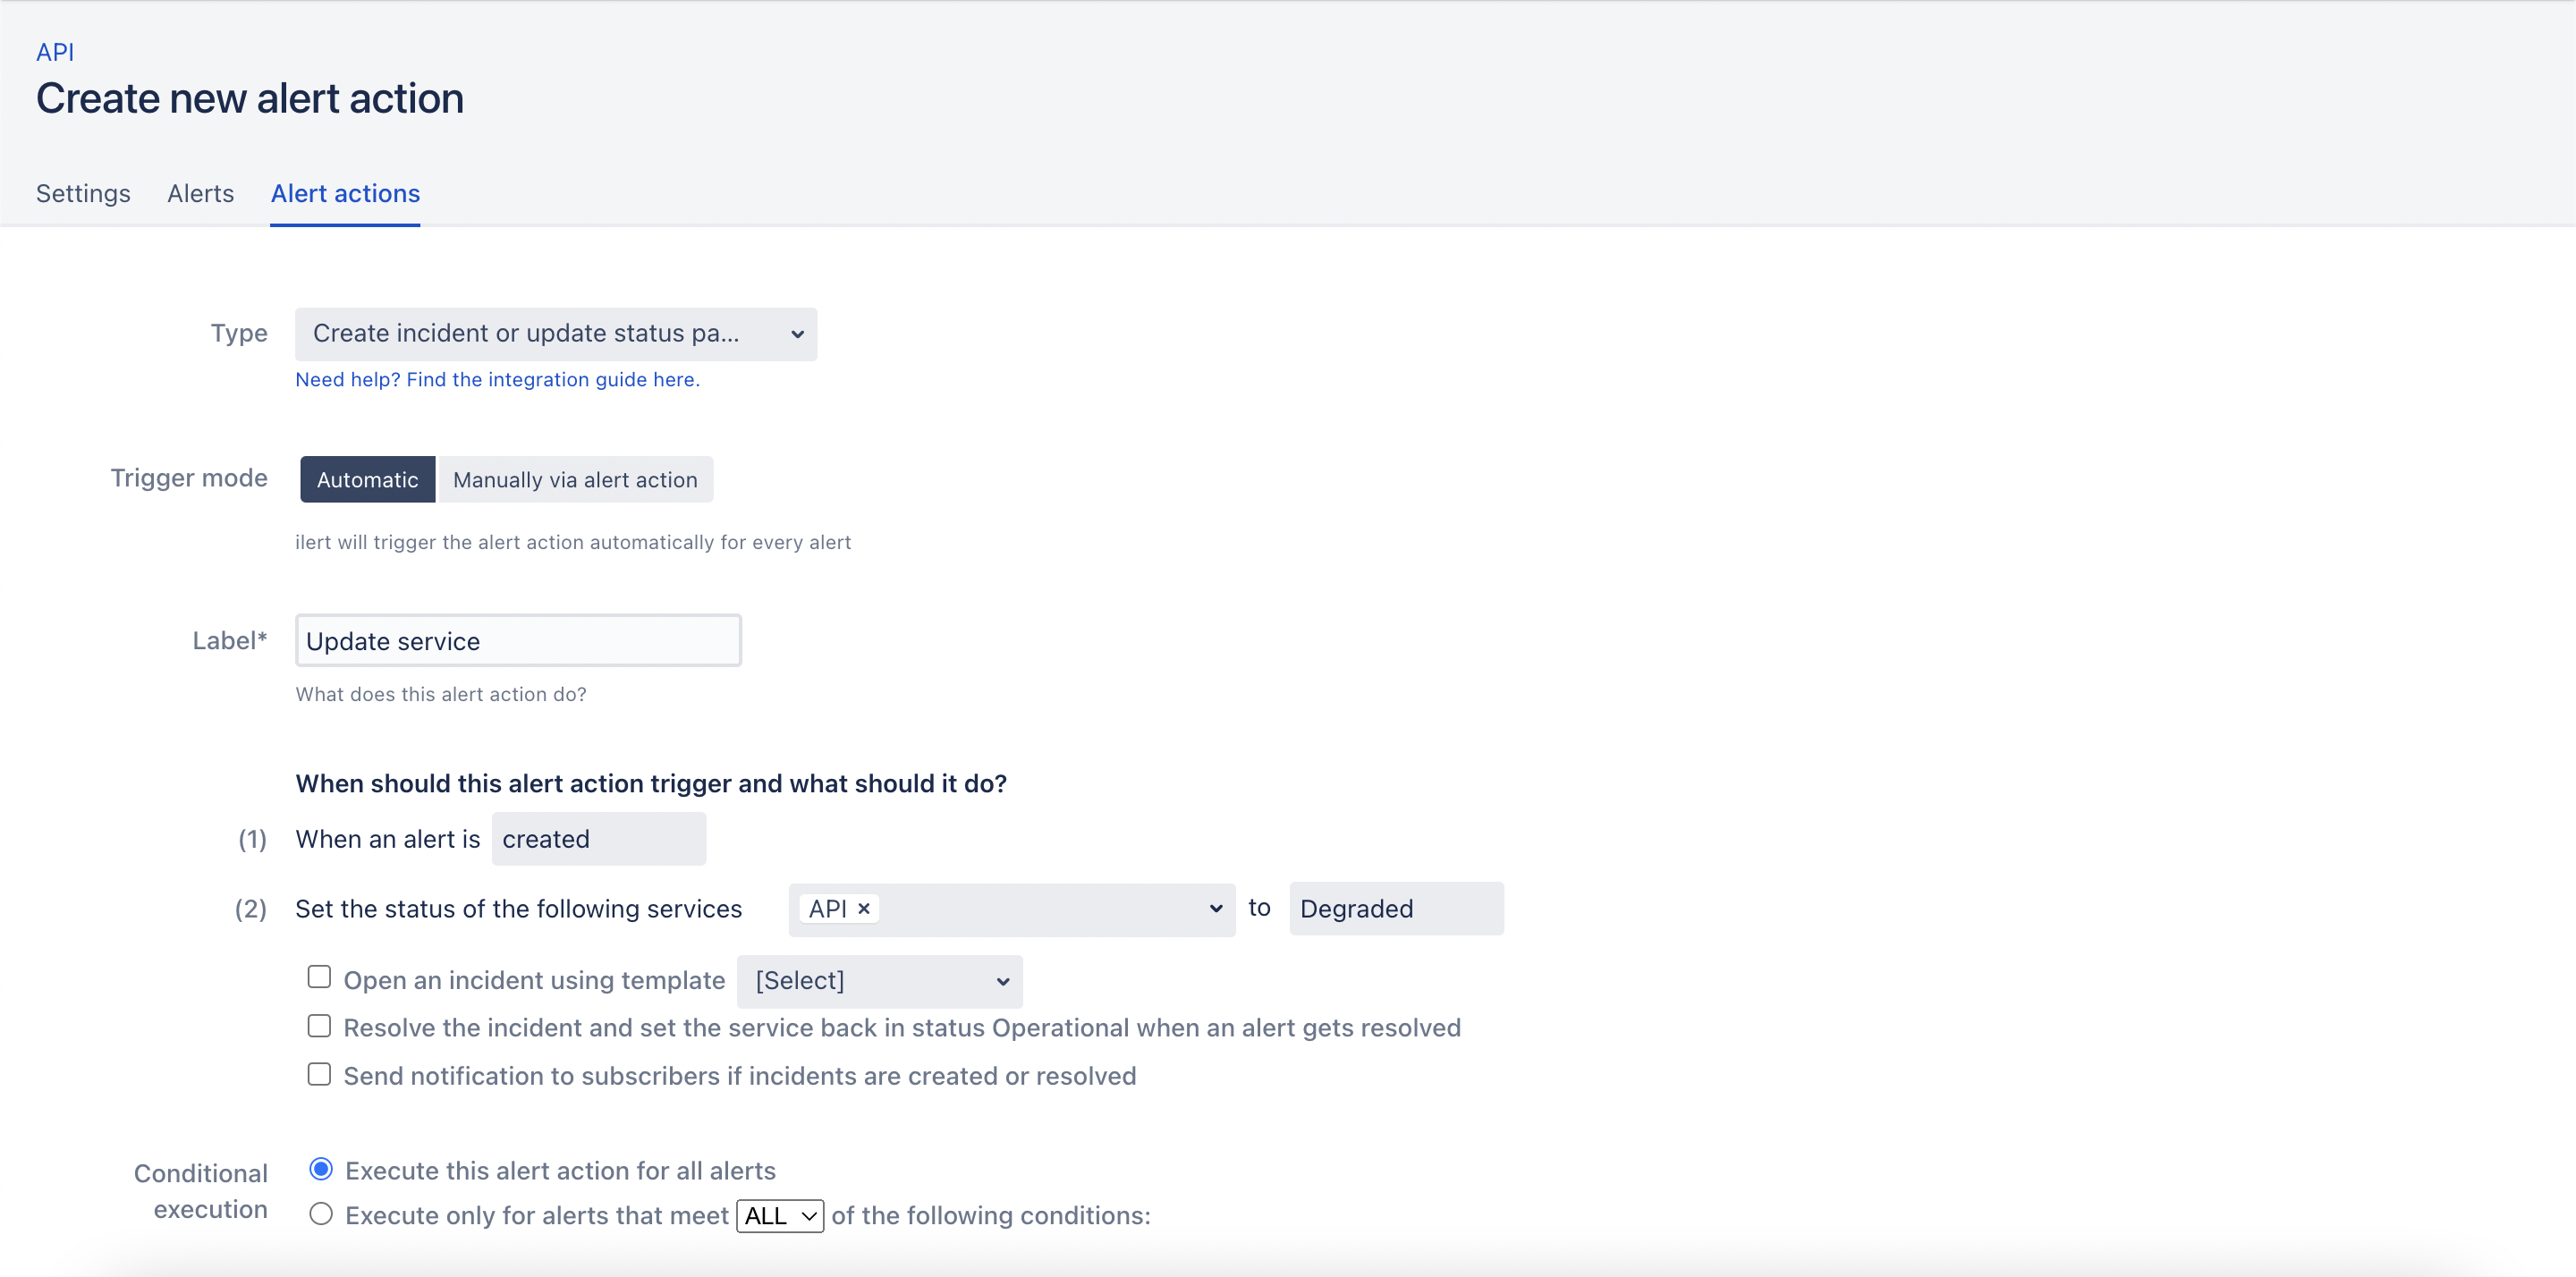 API
Create new alert action
Settings Alerts Alert actions
Type Create incident or update status pa...
Need help? Find the integration guide here.
Trigger mode Automatic Manually via alert action
ilert will trigger the alert action automatically for every alert
Label* Update service
What does this alert action do?
When should this alert action trigger and what should it do?
(1) When an alert is created
(2) Set the status of the following services API × to Degraded
Open an incident using template [Select]
Resolve the incident and set the service back in status Operational when an alert gets resolved
Send notification to subscribers if incidents are created or resolved
Conditional execution
Execute this alert action for all alerts
Execute only for alerts that meet ALL of the following conditions: